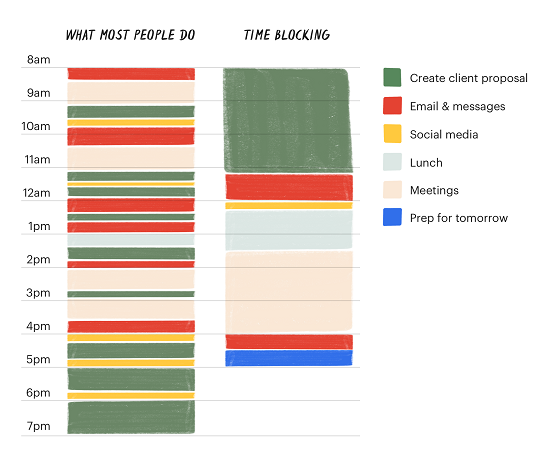 WHAT MOST PEOPLE DO
TIME BLOCKING
8am
9am
10am
11am
12am
1pm
2pm
3pm
4pm
5pm
6pm
7pm
Create client proposal
Email & messages
Social media
Lunch
Meetings
Prep for tomorrow